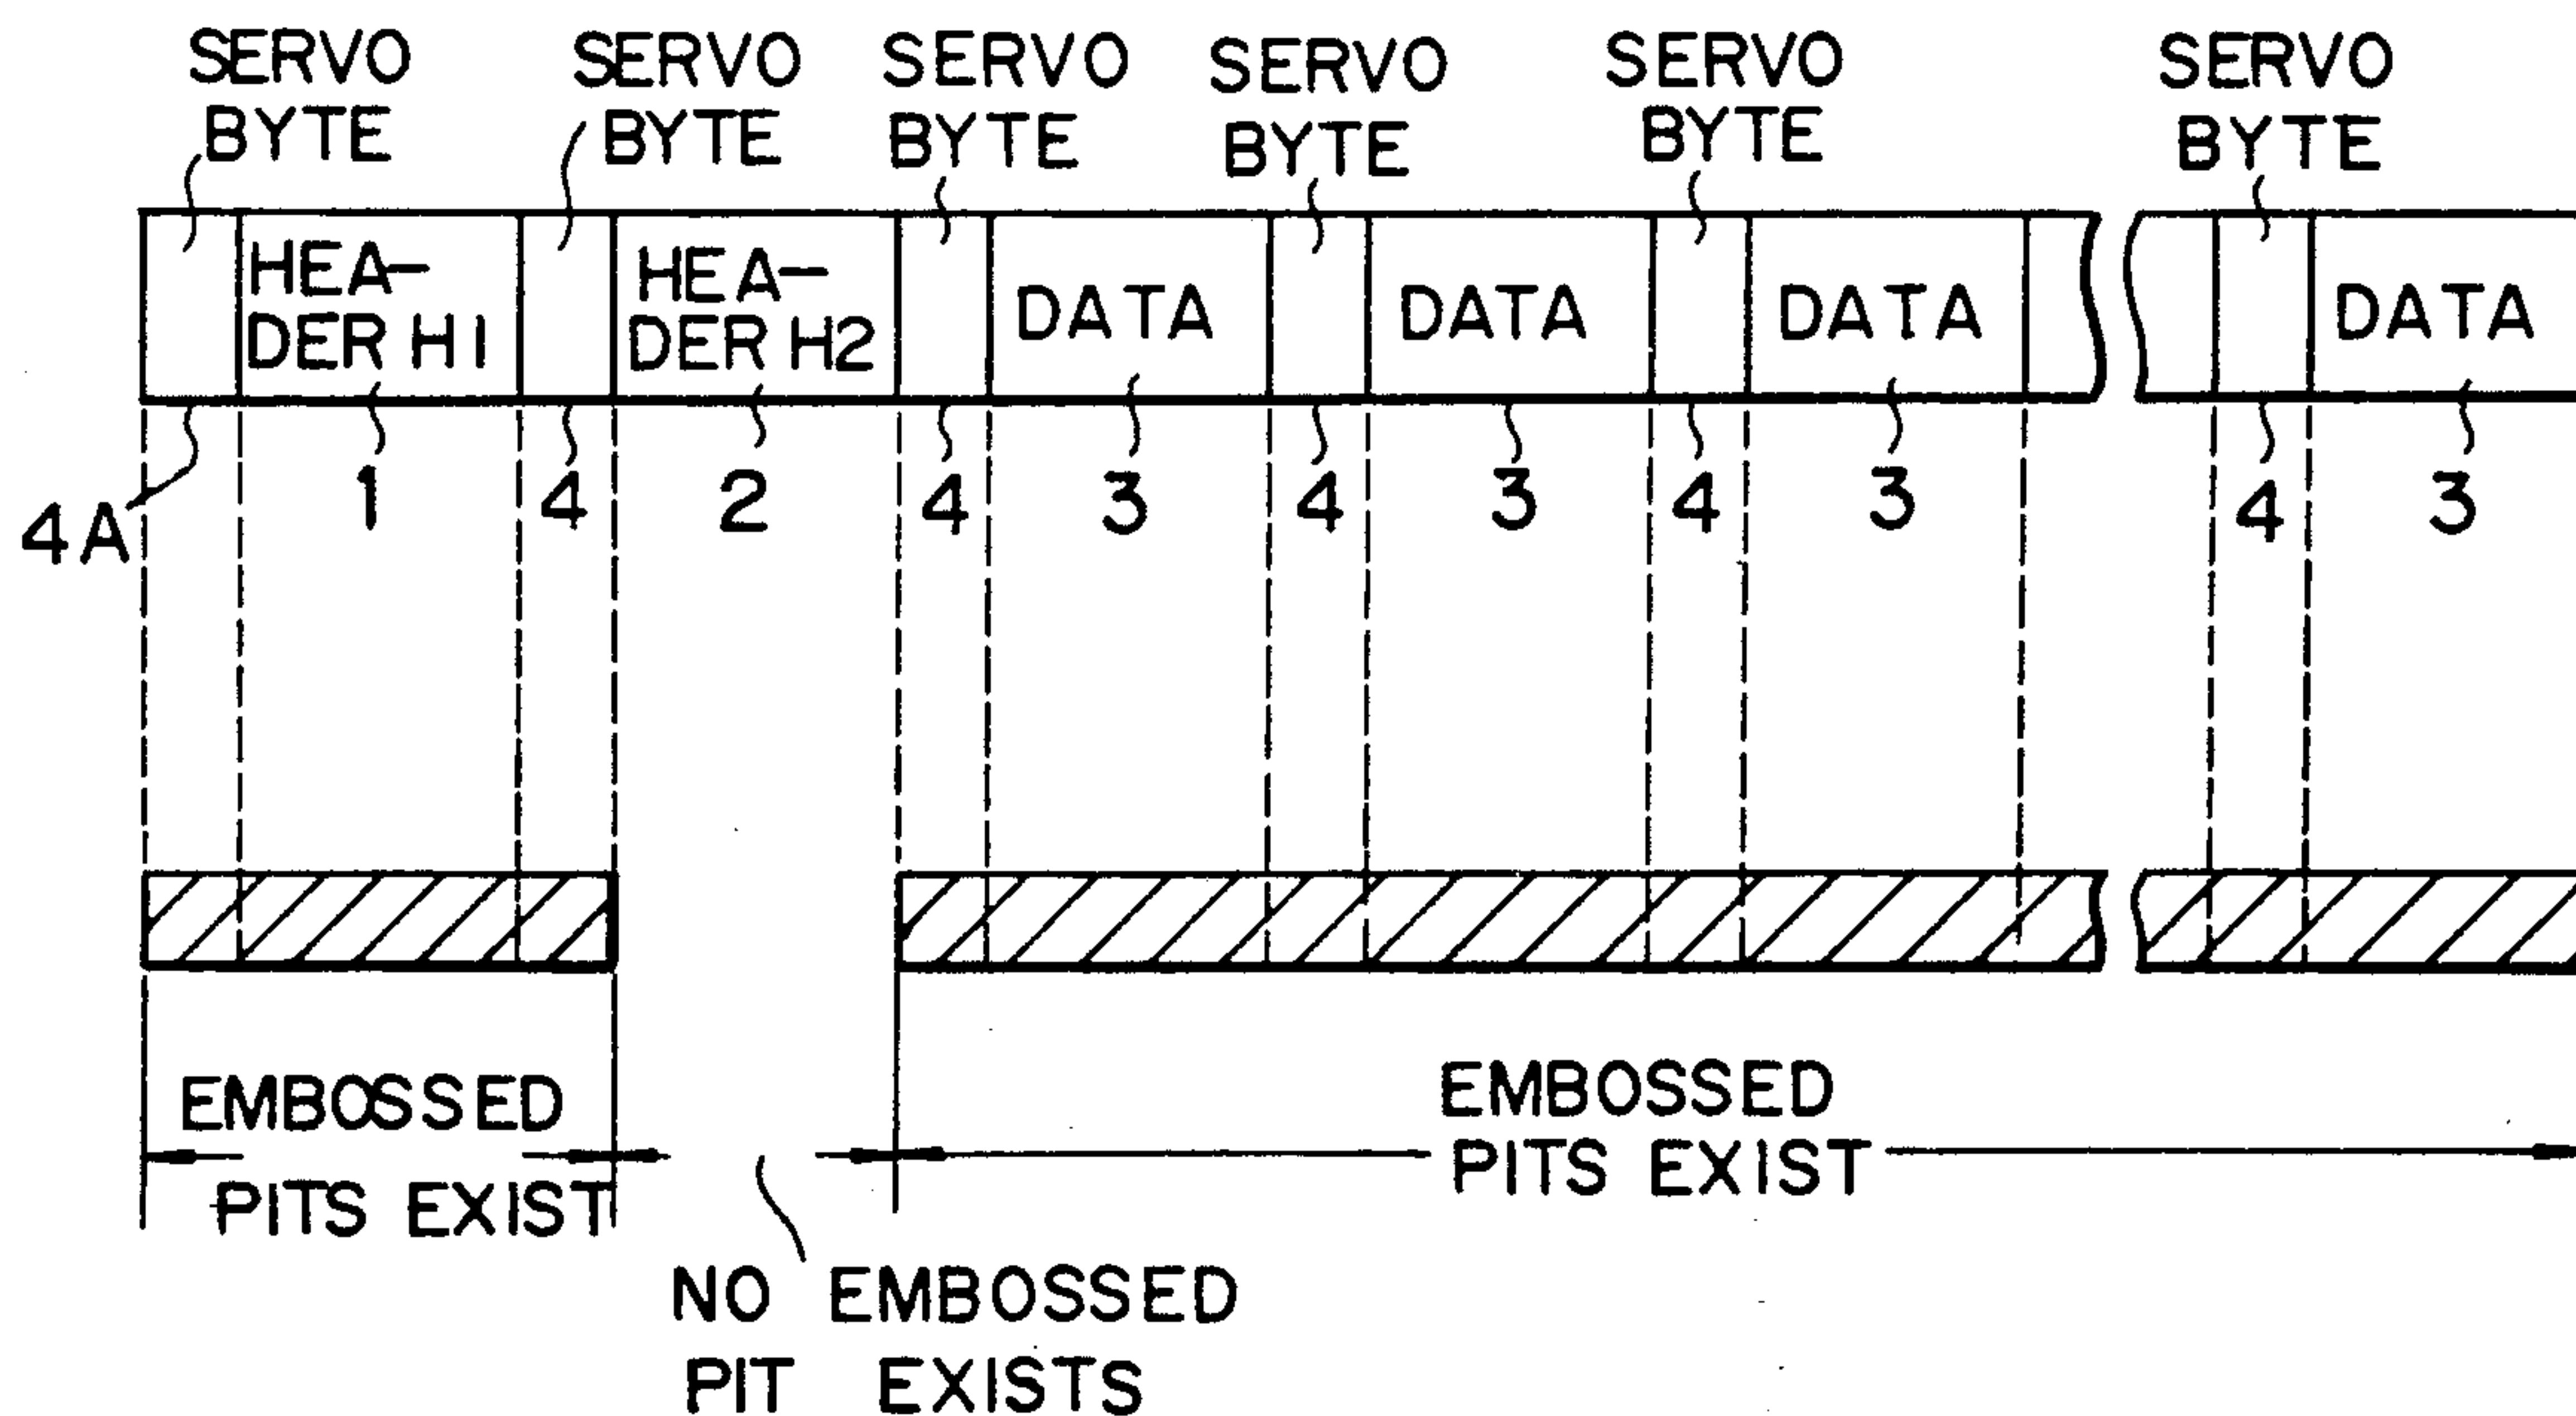 SERVO BYTE
SERVO BYTE
SERVO BYTE
SERVO BYTE
SERVO BYTE
SERVO BYTE
HEA-
DER H1
HEA-
DER H2
DATA
DATA
DATA
DATA
4A
1
4
2
4
3
4
3
4
3
4
3
EMBOSSED
PITS EXIST
NO EMBOSSED
PIT EXISTS
EMBOSSED
PITS EXIST